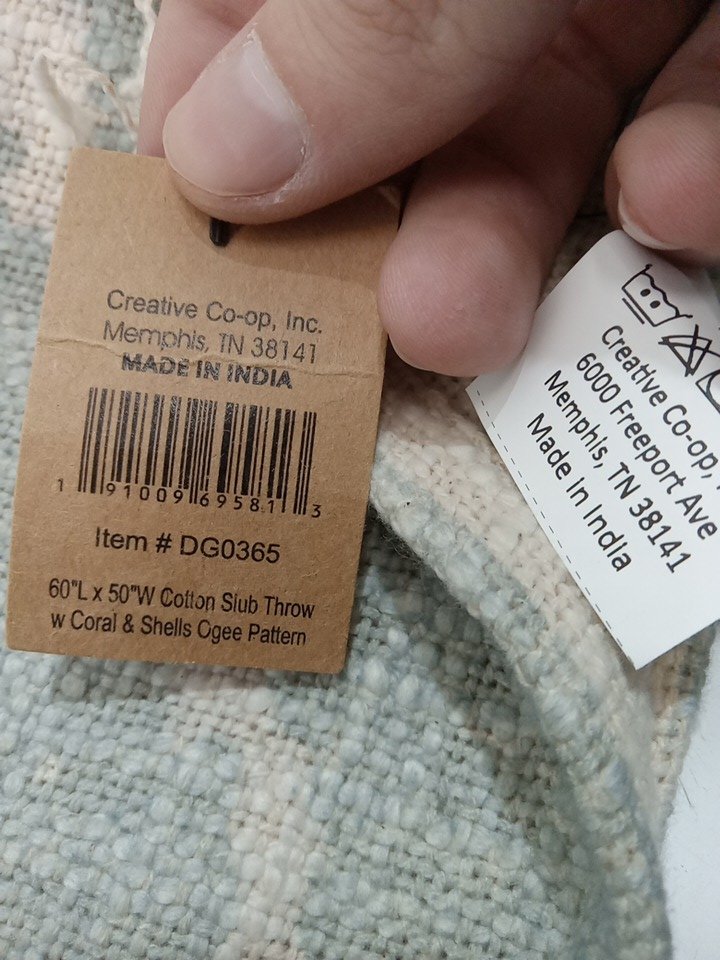 Creative Co-op, Inc.
Memphis, TN 38141
MADE IN INDIA
1 91009 69581 3
Item # DG0365
60"L x 50"W Cotton Slub Throw
w Coral & Shells Ogee Pattern
Creative Co-op,
6000 Freeport Ave
Memphis, TN 38141
Made In India